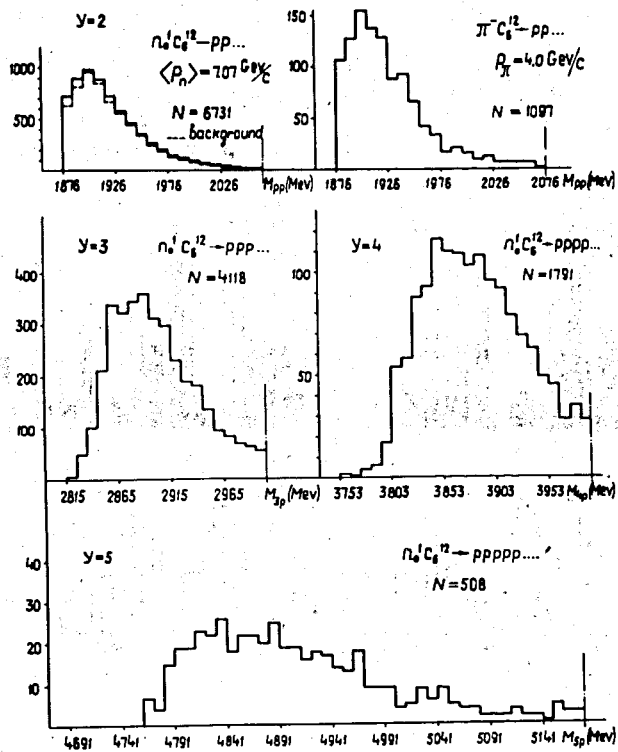 Y=2
n₀¹C₆¹²→pp...
⟨Pn⟩=7.07 GeV/c
N=6731
--- background
1000
500
1876 1926 1976 2026 Mpp(MeV)
π⁻C₆¹²→pp...
Pπ=4.0 GeV/c
N=1097
150
100
50
1876 1926 1976 2026 2076 Mpp(MeV)
Y=3
n₀¹C₆¹²→ppp...
N=4118
400
300
200
100
2815 2865 2915 2965 M3p(MeV)
Y=4
n₀¹C₆¹²→pppp...
N=1791
100
50
3753 3803 3853 3903 3953 M4p(MeV)
Y=5
n₀¹C₆¹²→ppppp....
N=508
40
30
20
10
4691 4741 4791 4841 4891 4941 4991 5041 5091 5141 M5p(MeV)